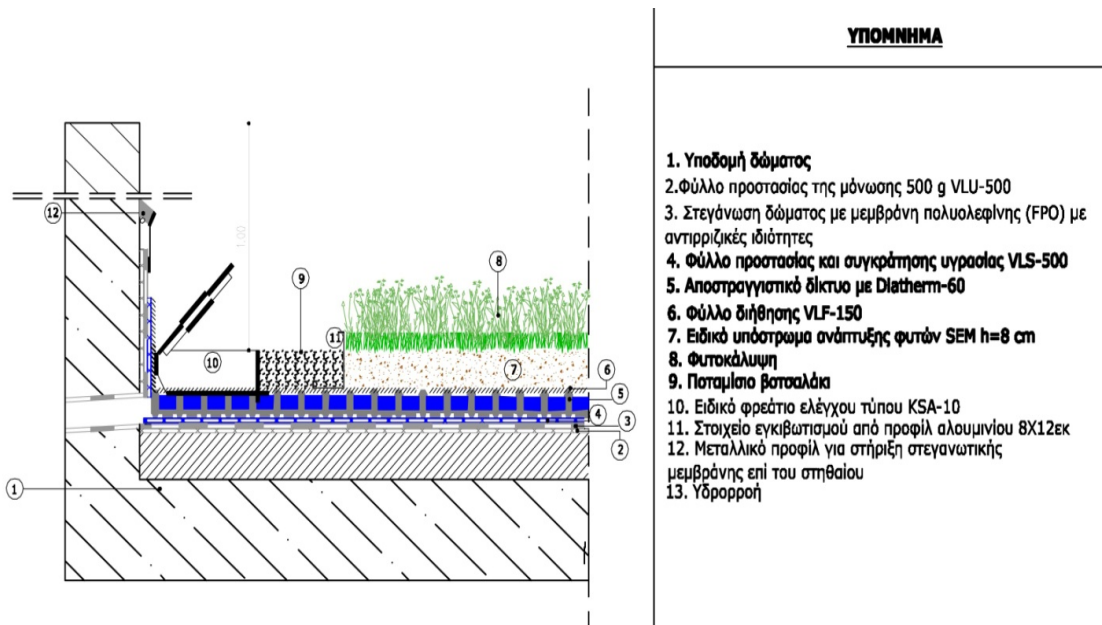 ΥΠΟΜΝΗΜΑ
1. Υποδομή δώματος
2.Φύλλο προστασίας της μόνωσης 500 g VLU-500
3. Στεγάνωση δώματος με μεμβρόνη πολυολεφίνης (FPO) με
αντιρριζικές ιδιότητες
4. Φύλλο προστασίας και συγκράτησης υγρασίας VLS-500
5. Αποστραγγιστικό δίκτυο με Diatherm-60
6. Φύλλο διήθησης VLF-150
7. Ειδικό υπόστρωμα ανάπτυξης φυτών SEM h=8 cm
8. Φυτοκάλυψη
9. Ποταμίσιο βοτσαλάκι
10. Ειδικό φρεάτιο ελέγχου τύπου KSA-10
11. Στοιχείο εγκιβωτισμού από προφίλ αλουμινίου 8Χ12εκ
12. Μεταλλικό προφίλ για στήριξη στεγανωτικής
μεμβρόνης επί του στηθαίου
13. Υδρορροή
12
1.00
9
8
11
10
7
6
5
4
3
2
1